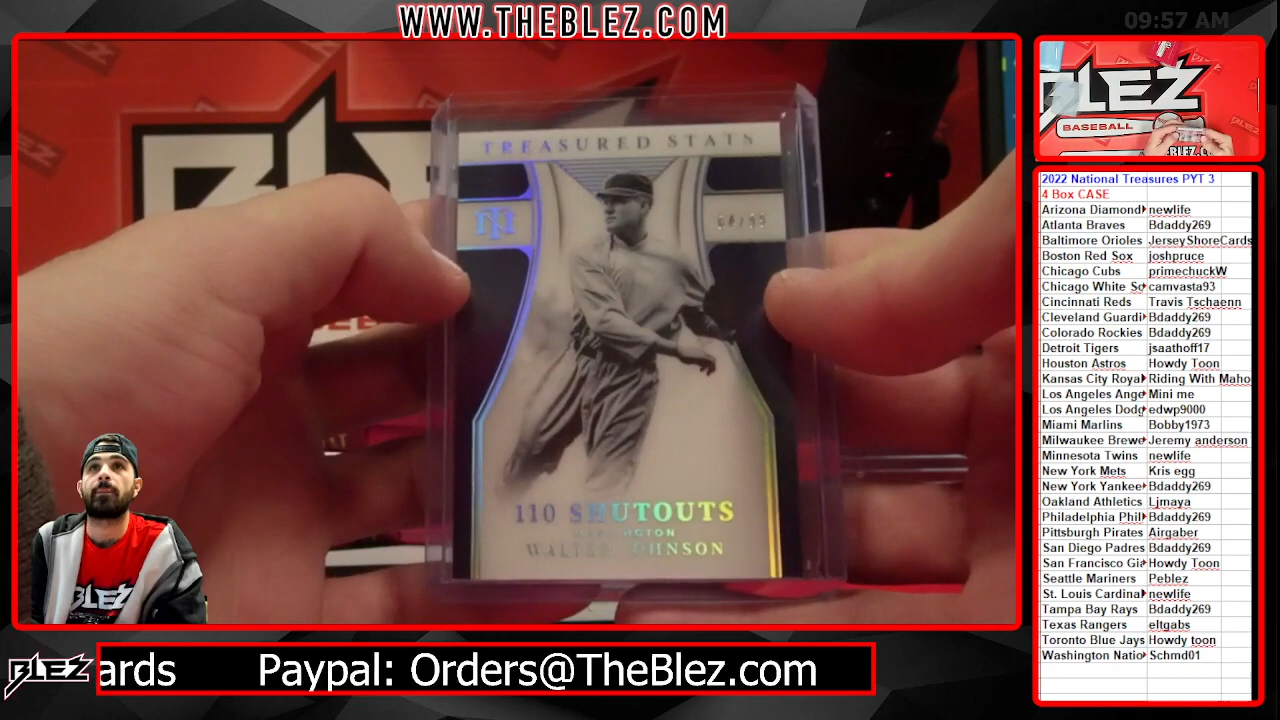 WWW.THEBLEZ.COM
09:57 AM
TREASURED STATS
110 SHUTOUTS
WALTER JOHNSON
BLEZ
BASEBALL
2022 National Treasures PYT 3
4 Box CASE
Arizona Diamond newlife
Atlanta Braves Bdaddy269
Baltimore Orioles JerseyShoreCards
Boston Red Sox joshpruce
Chicago Cubs primechuckW
Chicago White So camvasta93
Cincinnati Reds Travis Tschaenn
Cleveland Guardi Bdaddy269
Colorado Rockies Bdaddy269
Detroit Tigers jsaathoff17
Houston Astros Howdy Toon
Kansas City Roya Riding With Maho
Los Angeles Ange Mini me
Los Angeles Dodg edwp9000
Miami Marlins Bobby1973
Milwaukee Brewe Jeremy anderson
Minnesota Twins newlife
New York Mets Kris egg
New York Yankee Bdaddy269
Oakland Athletics Ljmaya
Philadelphia Phil Bdaddy269
Pittsburgh Pirates Airgaber
San Diego Padres Bdaddy269
San Francisco Gia Howdy Toon
Seattle Mariners Peblez
St. Louis Cardinal newlife
Tampa Bay Rays Bdaddy269
Texas Rangers eltgabs
Toronto Blue Jays Howdy toon
Washington Natio Schmd01
BLEZ
BLEZ
ards Paypal: Orders@TheBlez.com